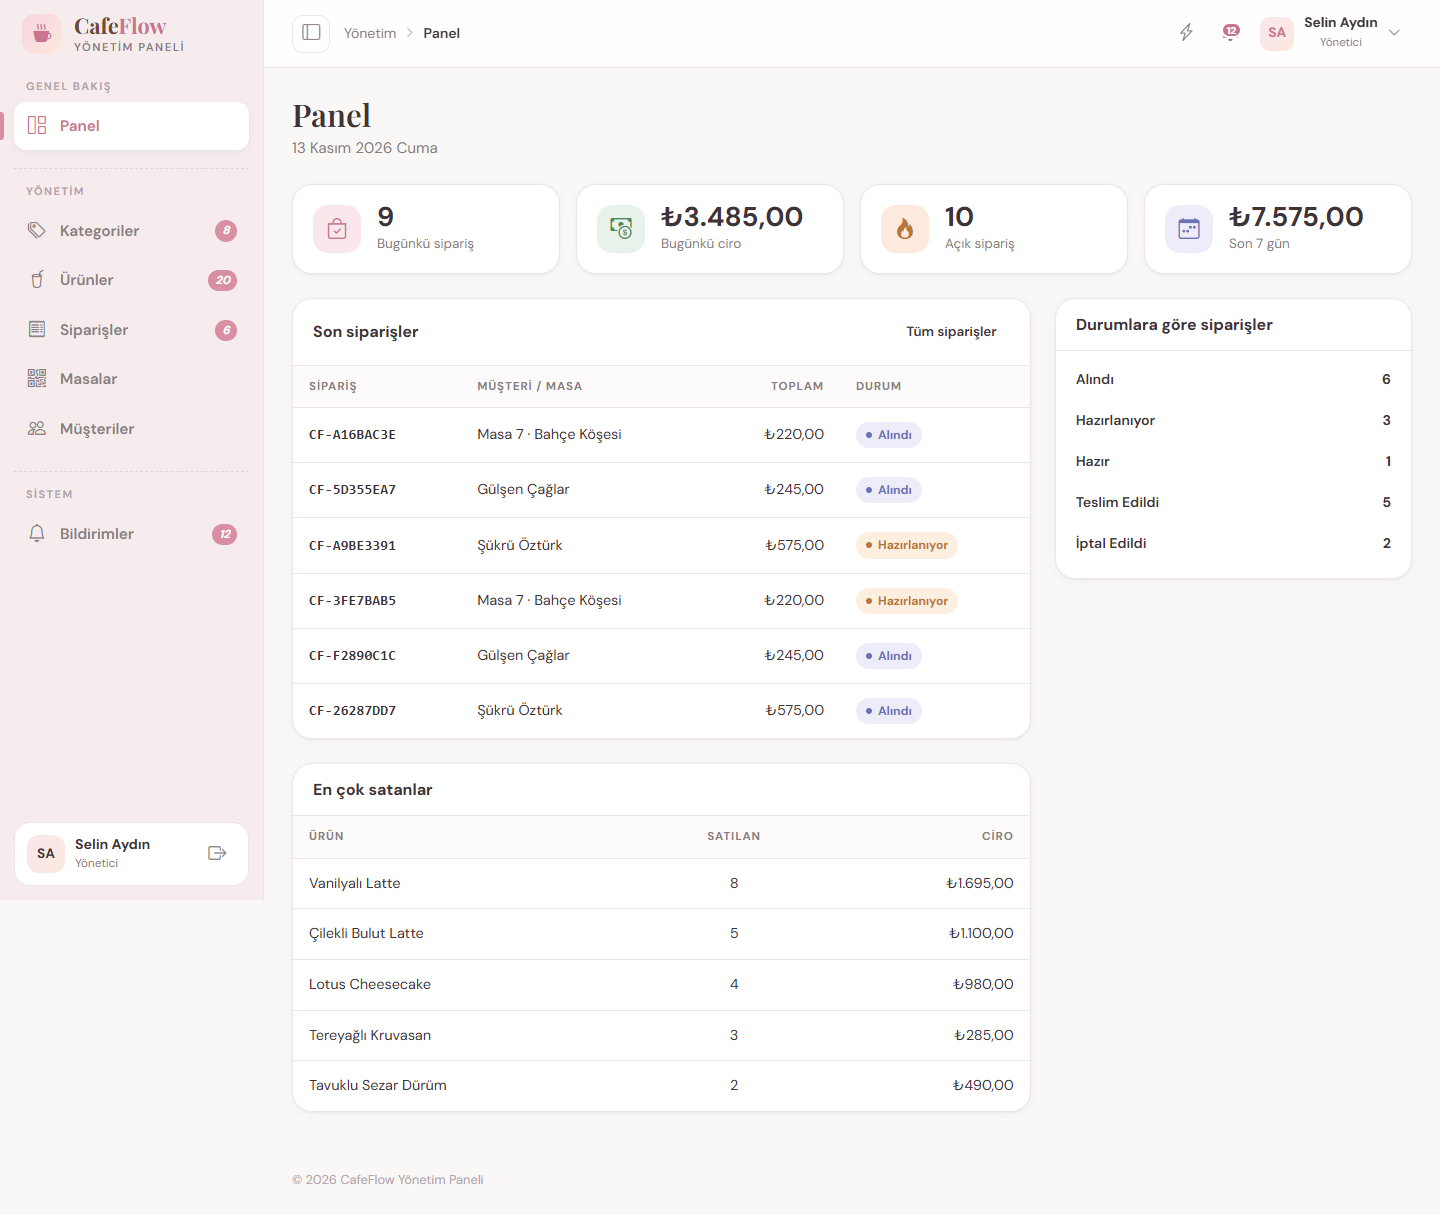 CafeFlow
YÖNETİM PANELİ
GENEL BAKIŞ
Panel
YÖNETİM
Kategoriler 8
Ürünler 20
Siparişler 6
Masalar
Müşteriler
SİSTEM
Bildirimler 12
SA Selin Aydın
Yönetici
Yönetim > Panel
12
SA Selin Aydın
Yönetici
Panel
13 Kasım 2026 Cuma
9
Bugünkü sipariş
₺3.485,00
Bugünkü ciro
10
Açık sipariş
₺7.575,00
Son 7 gün
Son siparişler Tüm siparişler
SİPARİŞ MÜŞTERİ / MASA TOPLAM DURUM
CF-A16BAC3E Masa 7 · Bahçe Köşesi ₺220,00 Alındı
CF-5D355EA7 Gülşen Çağlar ₺245,00 Alındı
CF-A9BE3391 Şükrü Öztürk ₺575,00 Hazırlanıyor
CF-3FE7BAB5 Masa 7 · Bahçe Köşesi ₺220,00 Hazırlanıyor
CF-F2890C1C Gülşen Çağlar ₺245,00 Alındı
CF-26287DD7 Şükrü Öztürk ₺575,00 Alındı
Durumlara göre siparişler
Alındı 6
Hazırlanıyor 3
Hazır 1
Teslim Edildi 5
İptal Edildi 2
En çok satanlar
ÜRÜN SATILAN CİRO
Vanilyalı Latte 8 ₺1.695,00
Çilekli Bulut Latte 5 ₺1.100,00
Lotus Cheesecake 4 ₺980,00
Tereyağlı Kruvasan 3 ₺285,00
Tavuklu Sezar Dürüm 2 ₺490,00
© 2026 CafeFlow Yönetim Paneli